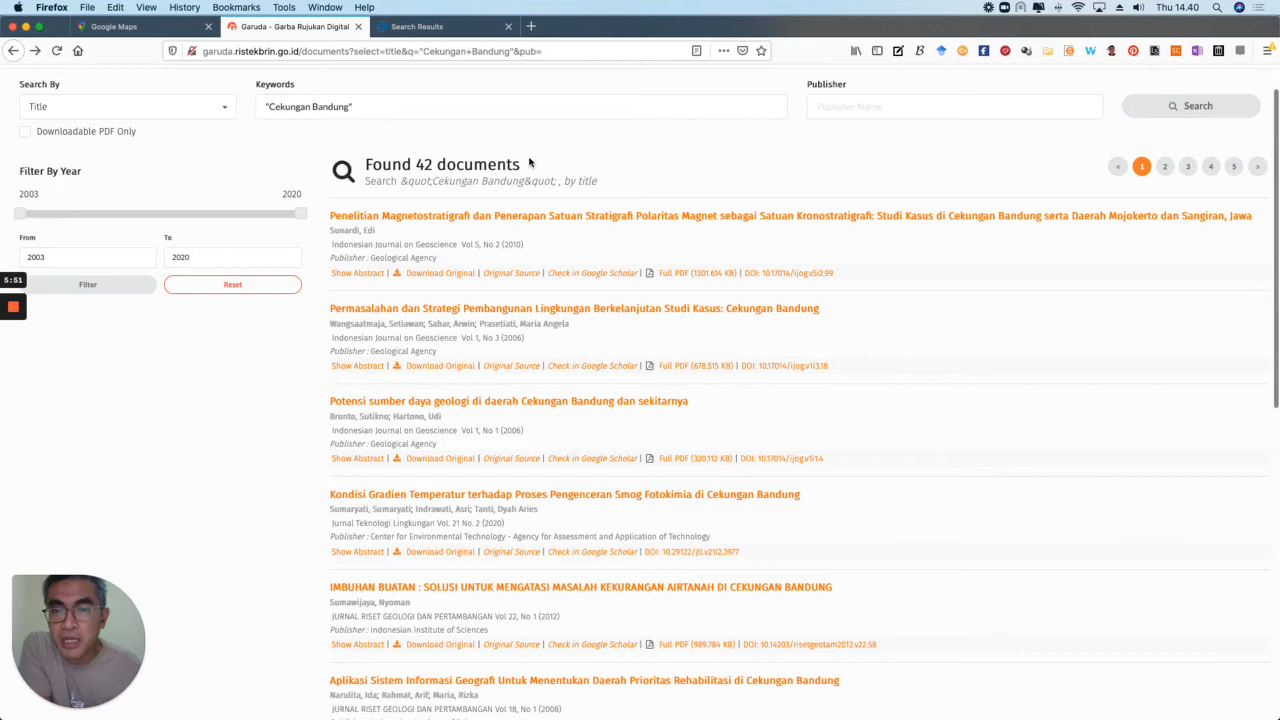 Firefox File Edit View History Bookmarks Tools Window Help Thu 14.40
Google Maps Garuda - Garba Rujukan Digital Search Results
garuda.ristekbrin.go.id/documents?select=title&q="Cekungan+Bandung"&pub=
Search By Keywords Publisher
Title "Cekungan Bandung" Publisher Name Search
Downloadable PDF Only
Filter By Year
2003 2020
From To
2003 2020
Filter Reset
5:51
Found 42 documents
Search &quot;Cekungan Bandung&quot; , by title
« 1 2 3 4 5 »
Penelitian Magnetostratigrafi dan Penerapan Satuan Stratigrafi Polaritas Magnet sebagai Satuan Kronostratigrafi: Studi Kasus di Cekungan Bandung serta Daerah Mojokerto dan Sangiran, Jawa
Sunardi, Edi
Indonesian Journal on Geoscience Vol 5, No 2 (2010)
Publisher : Geological Agency
Show Abstract | Download Original | Original Source | Check in Google Scholar | Full PDF (1301.614 KB) | DOI: 10.17014/ijog.v5i2.99
Permasalahan dan Strategi Pembangunan Lingkungan Berkelanjutan Studi Kasus: Cekungan Bandung
Wangsaatmaja, Setiawan; Sabar, Arwin; Prasetiati, Maria Angela
Indonesian Journal on Geoscience Vol 1, No 3 (2006)
Publisher : Geological Agency
Show Abstract | Download Original | Original Source | Check in Google Scholar | Full PDF (678.515 KB) | DOI: 10.17014/ijog.v1i3.18
Potensi sumber daya geologi di daerah Cekungan Bandung dan sekitarnya
Bronto, Sutikno; Hartono, Udi
Indonesian Journal on Geoscience Vol 1, No 1 (2006)
Publisher : Geological Agency
Show Abstract | Download Original | Original Source | Check in Google Scholar | Full PDF (320.112 KB) | DOI: 10.17014/ijog.v1i1.4
Kondisi Gradien Temperatur terhadap Proses Pengenceran Smog Fotokimia di Cekungan Bandung
Sumaryati, Sumaryati; Indrawati, Asri; Tanti, Dyah Aries
Jurnal Teknologi Lingkungan Vol. 21 No. 2 (2020)
Publisher : Center for Environmental Technology - Agency for Assessment and Application of Technology
Show Abstract | Download Original | Original Source | Check in Google Scholar | DOI: 10.29122/jtl.v21i2.3977
IMBUHAN BUATAN : SOLUSI UNTUK MENGATASI MASALAH KEKURANGAN AIRTANAH DI CEKUNGAN BANDUNG
Sumawijaya, Nyoman
JURNAL RISET GEOLOGI DAN PERTAMBANGAN Vol 22, No 1 (2012)
Publisher : Indonesian Institute of Sciences
Show Abstract | Download Original | Original Source | Check in Google Scholar | Full PDF (989.784 KB) | DOI: 10.14203/risetgeotam2012.v22.58
Aplikasi Sistem Informasi Geografi Untuk Menentukan Daerah Prioritas Rehabilitasi di Cekungan Bandung
Narulita, Ida; Rahmat, Arif; Maria, Rizka
JURNAL RISET GEOLOGI DAN PERTAMBANGAN Vol 18, No 1 (2008)